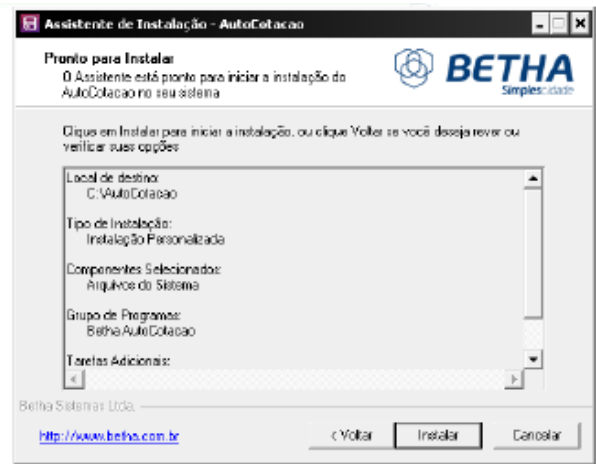 Assistente de Instalação - AutoCotacao
Pronto para Instalar
O Assistente está pronto para iniciar a instalação do
AutoCotacao no seu sistema
BETHA
Simplescidade
Clique em Instalar para iniciar a instalação, ou clique Voltar se você deseja rever ou
verificar suas opções
Local de destino:
C:\AutoCotacao
Tipo de Instalação:
Instalação Personalizada
Componentes Selecionados:
Arquivos do Sistema
Grupo de Programas:
Betha AutoCotacao
Tarefas Adicionais:
Betha Sistemas Ltda.
http://www.betha.com.br
< Voltar
Instalar
Cancelar